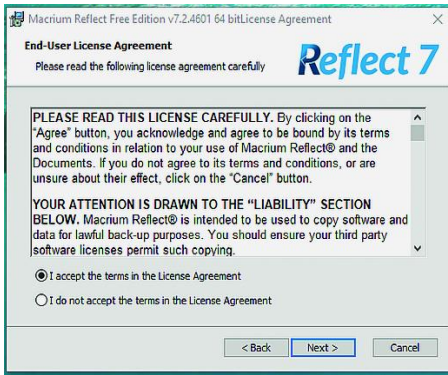 Macrium Reflect Free Edition v7.2.4601 64 bitLicense Agreement
End-User License Agreement
Please read the following license agreement carefully
Reflect 7
PLEASE READ THIS LICENSE CAREFULLY. By clicking on the
"Agree" button, you acknowledge and agree to be bound by its terms
and conditions in relation to your use of Macrium Reflect® and the
Documents. If you do not agree to its terms and conditions, or are
unsure about their effect, click on the "Cancel" button.
YOUR ATTENTION IS DRAWN TO THE "LIABILITY" SECTION
BELOW. Macrium Reflect® is intended to be used to copy software and
data for lawful back-up purposes. You should ensure your third party
software licenses permit such copying.
I accept the terms in the License Agreement
I do not accept the terms in the License Agreement
< Back
Next >
Cancel